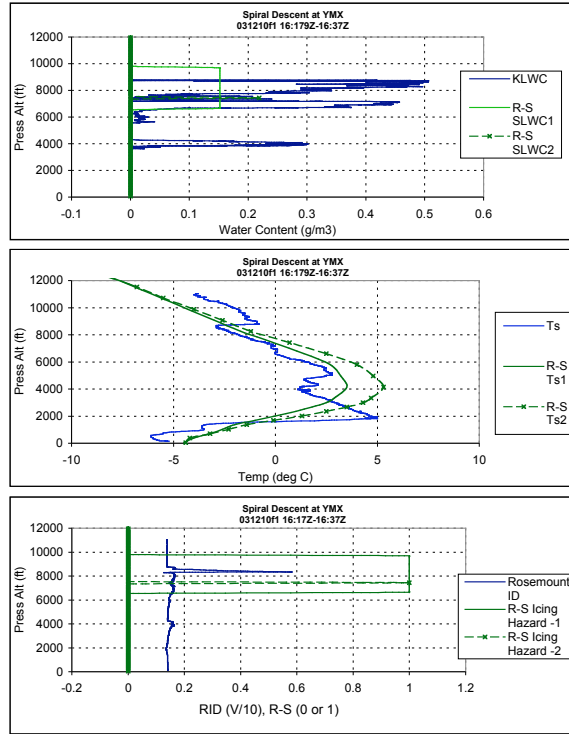 Spiral Descent at YMX
031210f1 16:179Z-16:37Z
12000
10000
8000
6000
4000
2000
0
Press Alt (ft)
-0.1 0 0.1 0.2 0.3 0.4 0.5 0.6
Water Content (g/m3)
KLWC
R-S
SLWC1
R-S
SLWC2
Spiral Descent at YMX
031210f1 16:179Z-16:37Z
12000
10000
8000
6000
4000
2000
0
Press Alt (ft)
-10 -5 0 5 10
Temp (deg C)
Ts
R-S
Ts1
R-S
Ts2
Spiral Descent at YMX
031210f1 16:17Z-16:37Z
12000
10000
8000
6000
4000
2000
0
Press Alt (ft)
-0.2 0 0.2 0.4 0.6 0.8 1 1.2
RID (V/10), R-S (0 or 1)
Rosemount
ID
R-S Icing
Hazard -1
R-S Icing
Hazard -2